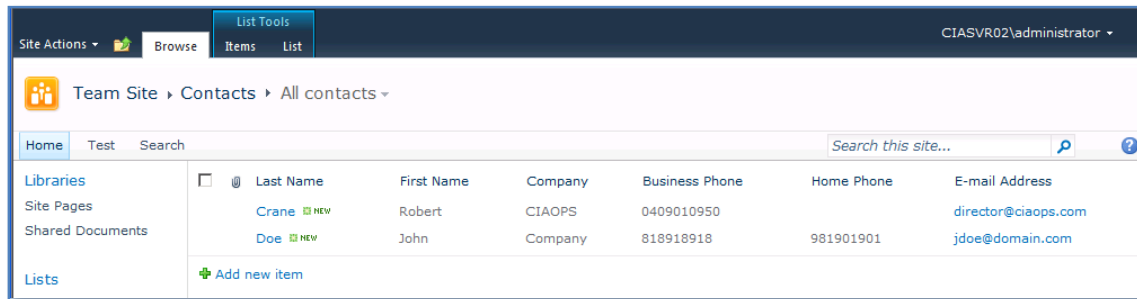 List Tools
Site Actions Browse Items List CIASVR02\administrator
Team Site Contacts All contacts
Home Test Search Search this site...
Libraries Last Name First Name Company Business Phone Home Phone E-mail Address
Site Pages Crane NEW Robert CIAOPS 0409010950 director@ciaops.com
Shared Documents Doe NEW John Company 818918918 981901901 jdoe@domain.com
Lists Add new item